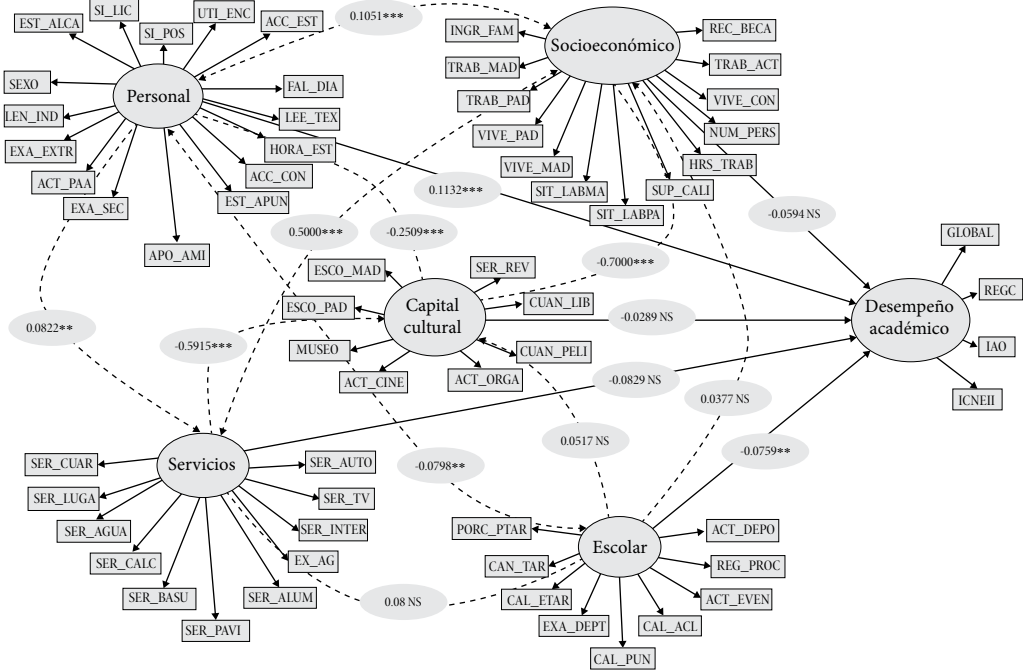 SI_LIC
UTI_ENC
EST_ALCA
ACC_EST
SI_POS
SEXO
Personal
FAL_DIA
LEN_IND
LEE_TEX
EXA_EXTR
HORA_EST
ACT_PAA
ACC_CON
EXA_SEC
EST_APUN
APO_AMI
0.1051***
INGR_FAM
REC_BECA
Socioeconómico
TRAB_MAD
TRAB_ACT
TRAB_PAD
VIVE_CON
VIVE_PAD
NUM_PERS
VIVE_MAD
HRS_TRAB
SIT_LABMA
SUP_CALI
SIT_LABPA
0.1132***
-0.0594 NS
0.5000***
-0.2509***
-0.7000***
ESCO_MAD
SER_REV
ESCO_PAD
CUAN_LIB
Capital
cultural
MUSEO
CUAN_PELI
ACT_CINE
ACT_ORGA
-0.0289 NS
GLOBAL
REGC
Desempeño
académico
IAO
ICNEII
0.0822**
-0.5915***
-0.0829 NS
0.0377 NS
0.0517 NS
-0.0759**
-0.0798**
SER_CUAR
Servicios
SER_AUTO
SER_LUGA
SER_TV
SER_AGUA
SER_INTER
SER_CALC
EX_AG
SER_BASU
SER_ALUM
SER_PAVI
0.08 NS
PORC_PTAR
ACT_DEPO
Escolar
CAN_TAR
REG_PROC
CAL_ETAR
ACT_EVEN
EXA_DEPT
CAL_ACL
CAL_PUN